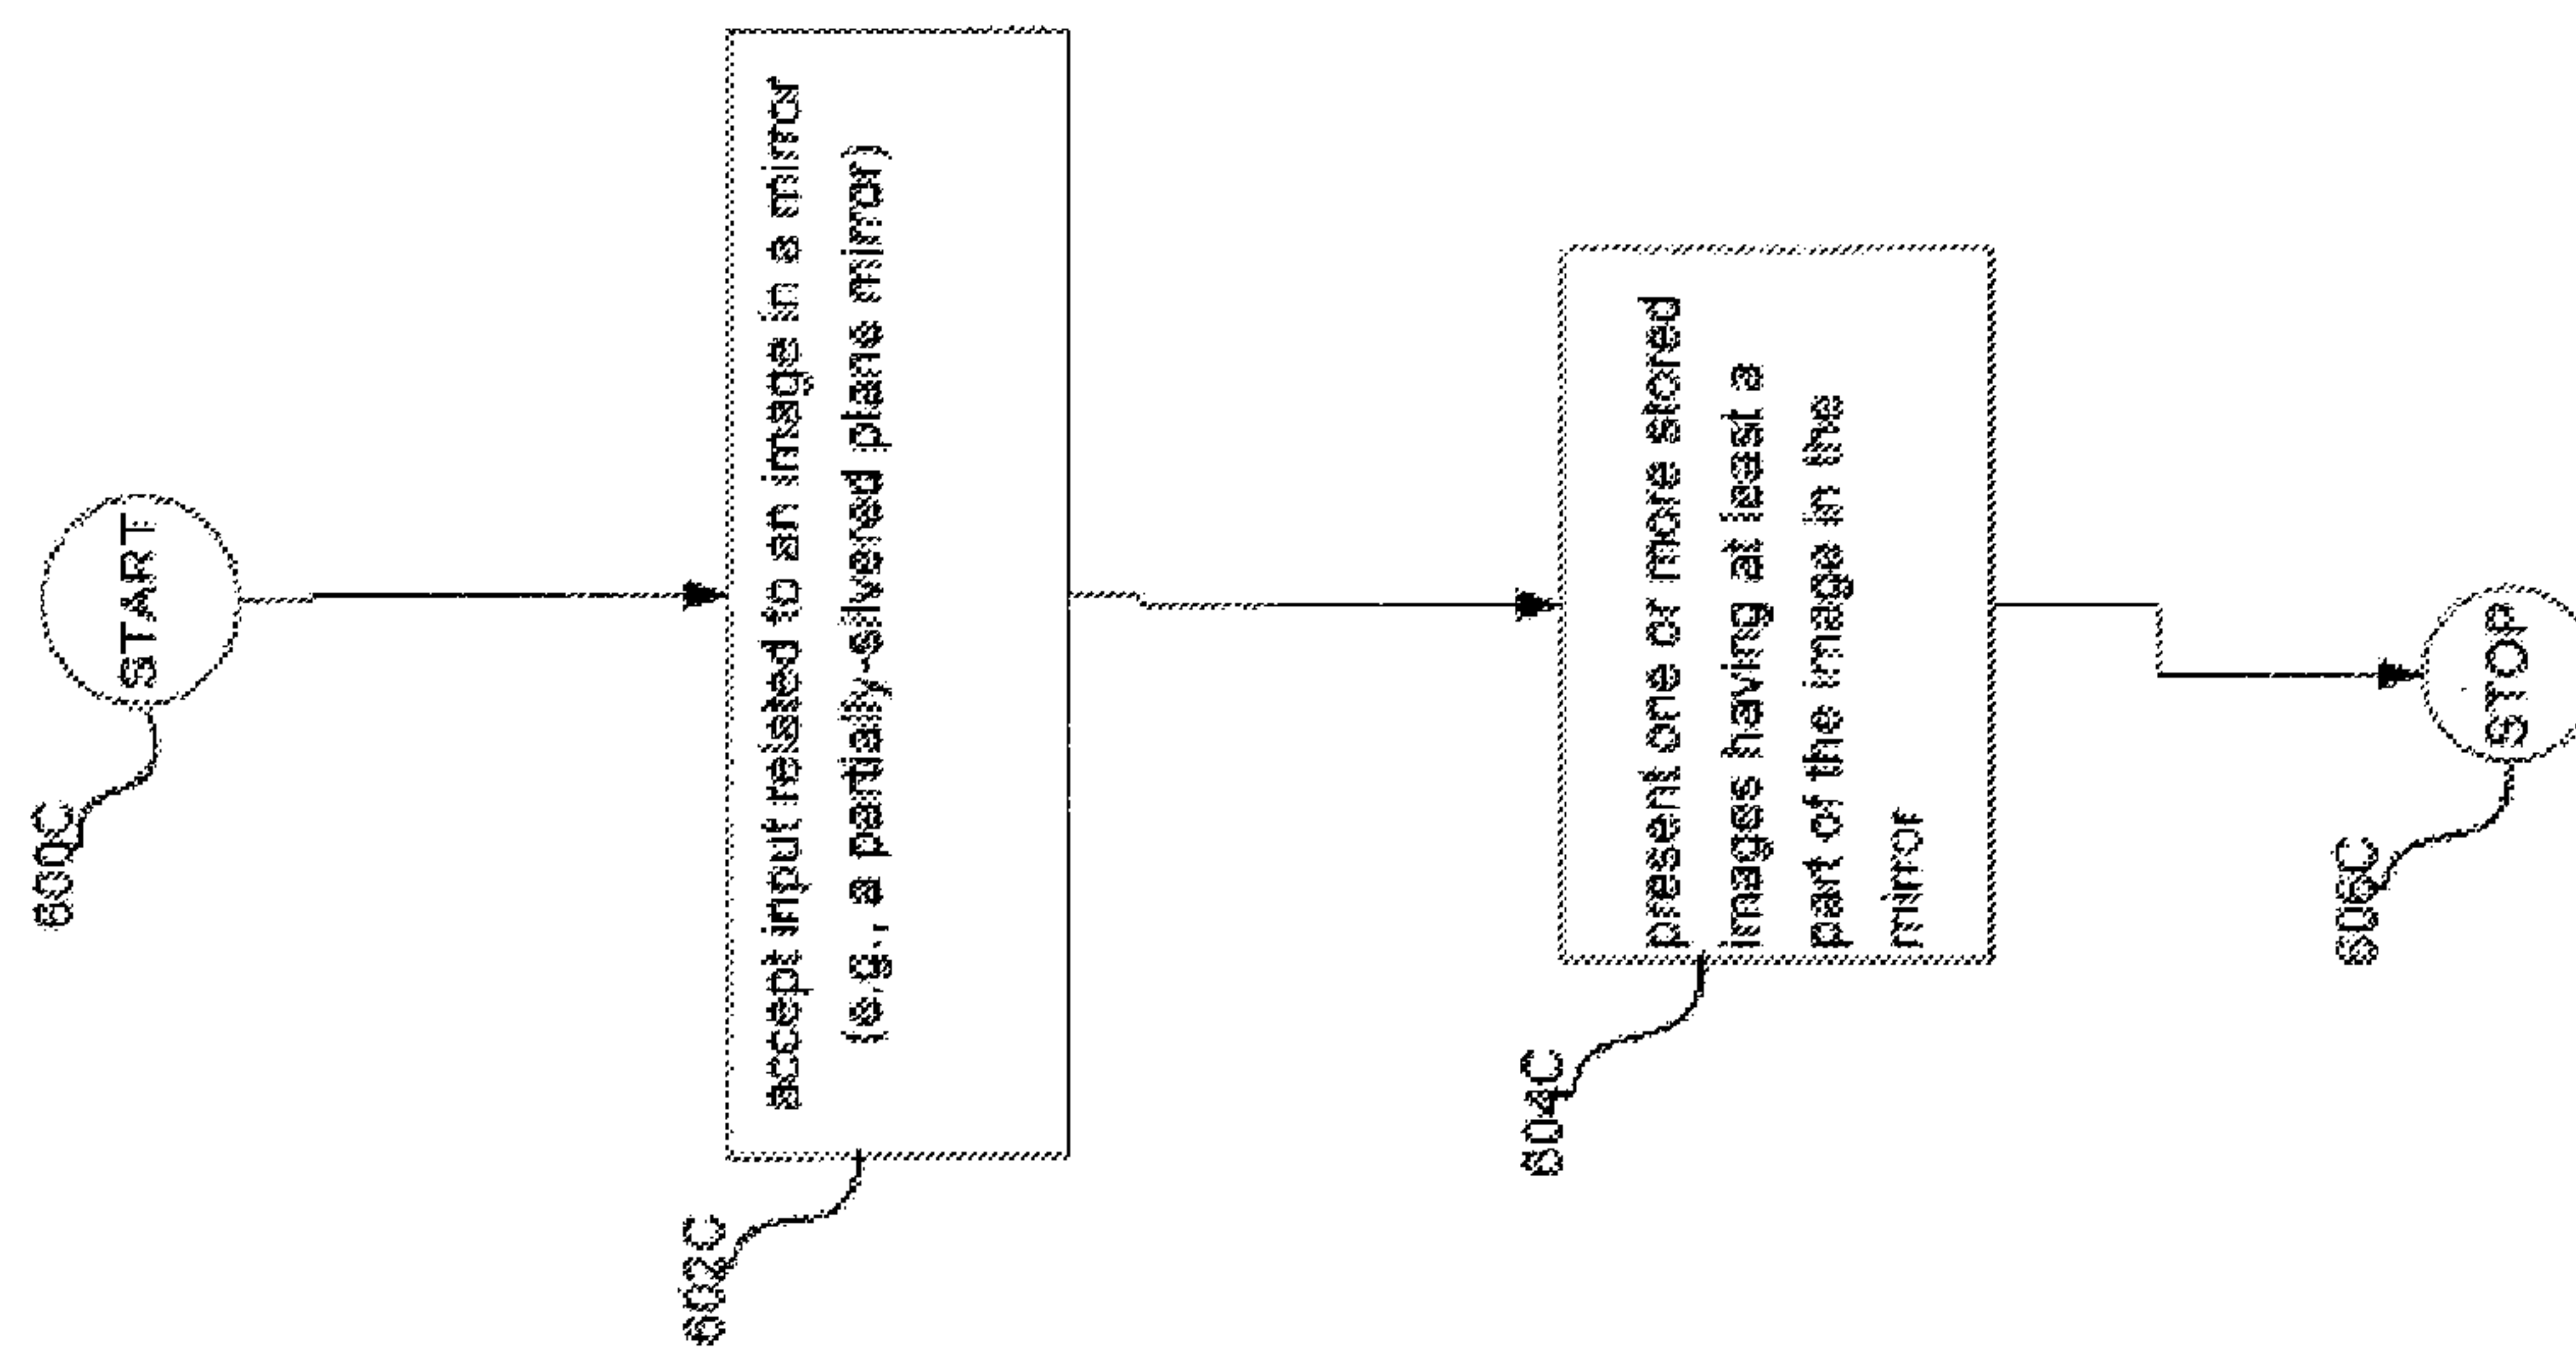 600C
START
602C
accept input related to an image in a mirror
(e.g., a partially-silvered plane mirror)
604C
present one or more stored
images having at least a
part of the image in the
mirror
606C
STOP